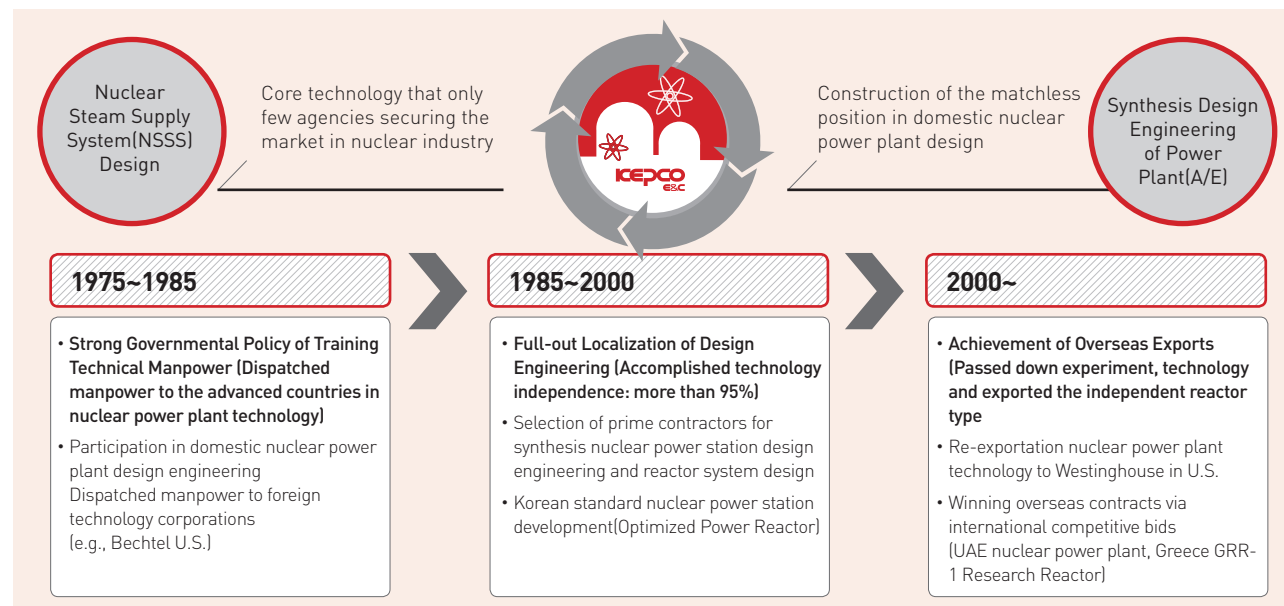 Nuclear
Steam Supply
System(NSSS)
Design
Core technology that only
few agencies securing the
market in nuclear industry
KEPCO
E&C
Construction of the matchless
position in domestic nuclear
power plant design
Synthesis Design
Engineering
of Power
Plant(A/E)
1975~1985
• Strong Governmental Policy of Training
Technical Manpower (Dispatched
manpower to the advanced countries in
nuclear power plant technology)
• Participation in domestic nuclear power
plant design engineering
Dispatched manpower to foreign
technology corporations
(e.g., Bechtel U.S.)
1985~2000
• Full-out Localization of Design
Engineering (Accomplished technology
independence: more than 95%)
• Selection of prime contractors for
synthesis nuclear power station design
engineering and reactor system design
• Korean standard nuclear power station
development(Optimized Power Reactor)
2000~
• Achievement of Overseas Exports
(Passed down experiment, technology
and exported the independent reactor
type
• Re-exportation nuclear power plant
technology to Westinghouse in U.S.
• Winning overseas contracts via
international competitive bids
(UAE nuclear power plant, Greece GRR-
1 Research Reactor)